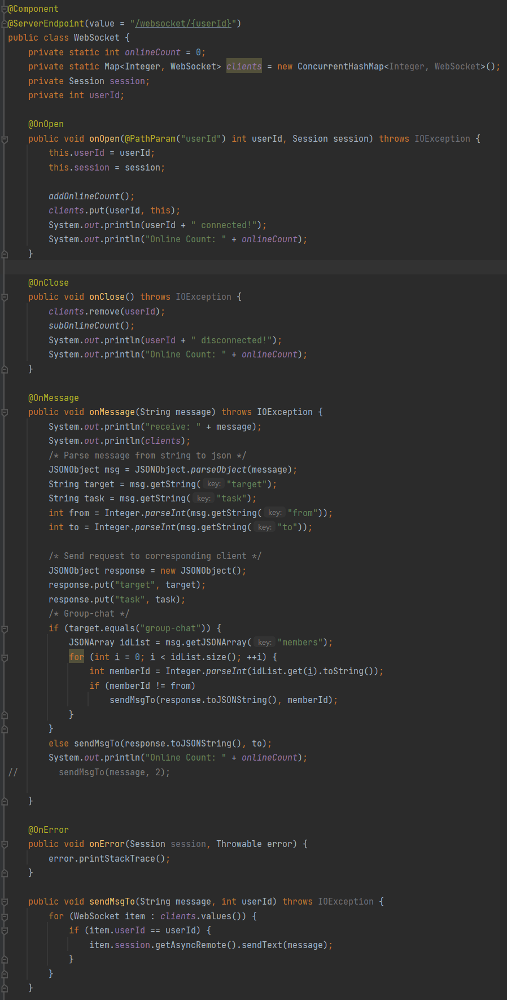 @Component
@ServerEndpoint(value = "/websocket/{userId}")
public class WebSocket {
    private static int onlineCount = 0;
    private static Map<Integer, WebSocket> clients = new ConcurrentHashMap<Integer, WebSocket>();
    private Session session;
    private int userId;

    @OnOpen
    public void onOpen(@PathParam("userId") int userId, Session session) throws IOException {
        this.userId = userId;
        this.session = session;

        addOnlineCount();
        clients.put(userId, this);
        System.out.println(userId + " connected!");
        System.out.println("Online Count: " + onlineCount);
    }

    @OnClose
    public void onClose() throws IOException {
        clients.remove(userId);
        subOnlineCount();
        System.out.println(userId + " disconnected!");
        System.out.println("Online Count: " + onlineCount);
    }

    @OnMessage
    public void onMessage(String message) throws IOException {
        System.out.println("receive: " + message);
        System.out.println(clients);
        /* Parse message from string to json */
        JSONObject msg = JSONObject.parseObject(message);
        String target = msg.getString( key: "target");
        String task = msg.getString( key: "task");
        int from = Integer.parseInt(msg.getString( key: "from"));
        int to = Integer.parseInt(msg.getString( key: "to"));

        /* Send request to corresponding client */
        JSONObject response = new JSONObject();
        response.put("target", target);
        response.put("task", task);
        /* Group-chat */
        if (target.equals("group-chat")) {
            JSONArray idList = msg.getJSONArray( key: "members");
            for (int i = 0; i < idList.size(); ++i) {
                int memberId = Integer.parseInt(idList.get(i).toString());
                if (memberId != from)
                    sendMsgTo(response.toJSONString(), memberId);
            }
        }
        else sendMsgTo(response.toJSONString(), to);
        System.out.println("Online Count: " + onlineCount);
//        sendMsgTo(message, 2);

    }

    @OnError
    public void onError(Session session, Throwable error) {
        error.printStackTrace();
    }

    public void sendMsgTo(String message, int userId) throws IOException {
        for (WebSocket item : clients.values()) {
            if (item.userId == userId) {
                item.session.getAsyncRemote().sendText(message);
            }
        }
    }